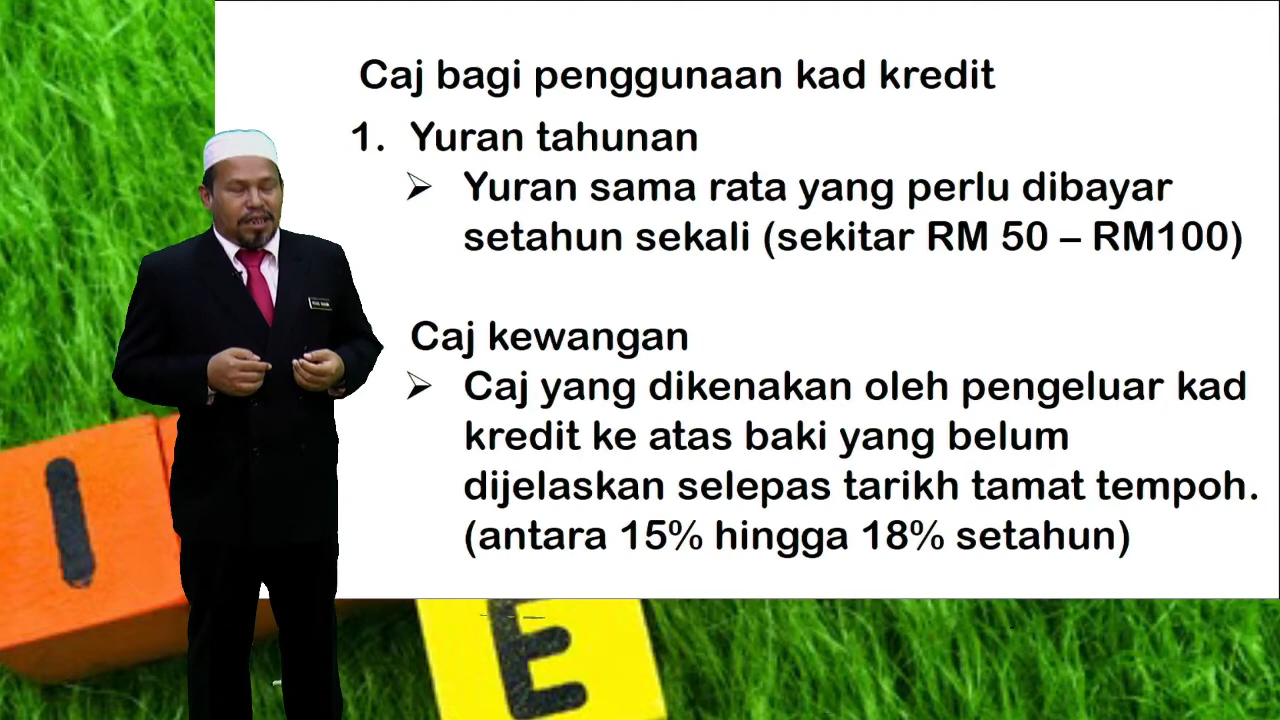 Caj bagi penggunaan kad kredit
1. Yuran tahunan
➢ Yuran sama rata yang perlu dibayar
setahun sekali (sekitar RM 50 – RM100)
Caj kewangan
➢ Caj yang dikenakan oleh pengeluar kad
kredit ke atas baki yang belum
dijelaskan selepas tarikh tamat tempoh.
(antara 15% hingga 18% setahun)
I
E